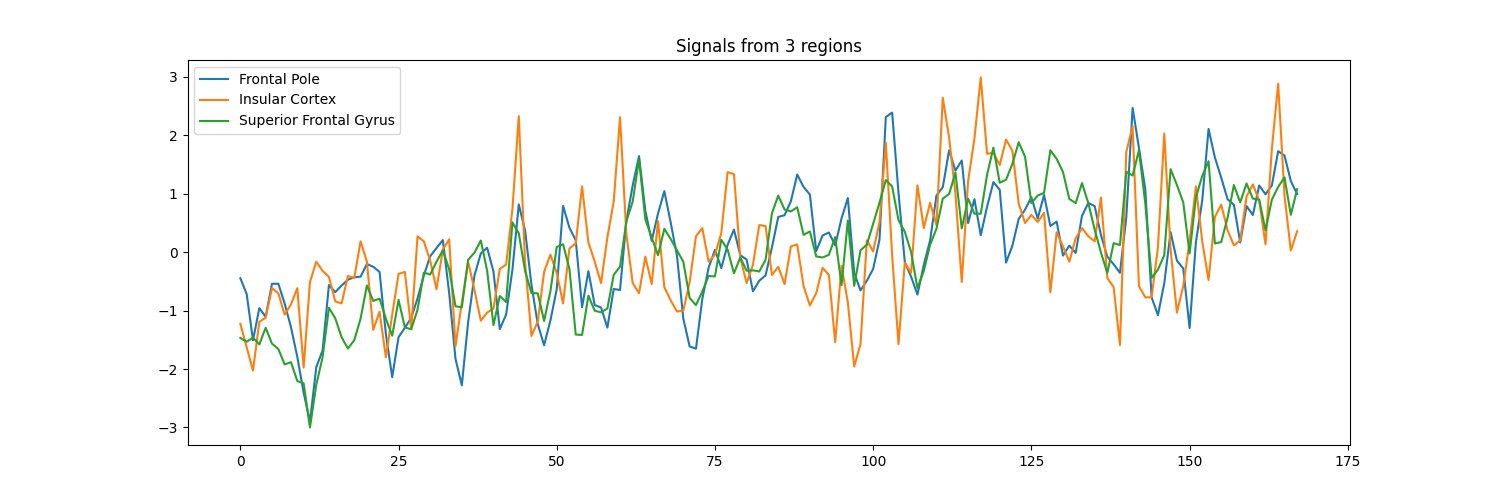 Signals from 3 regions
Frontal Pole
Insular Cortex
Superior Frontal Gyrus
3
2
1
0
−1
−2
−3
0 25 50 75 100 125 150 175